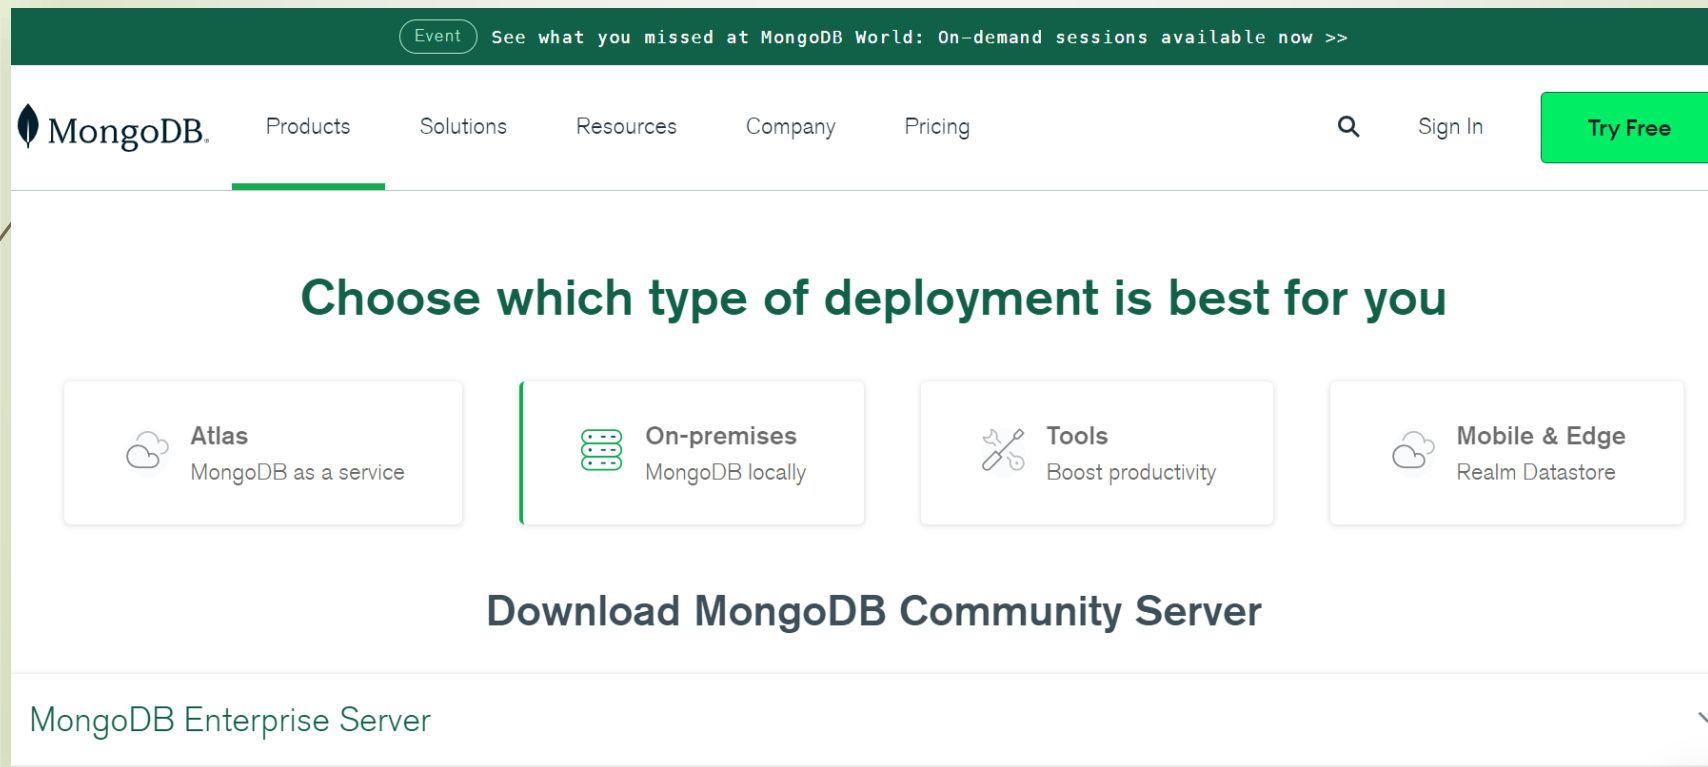 Event See what you missed at MongoDB World: On-demand sessions available now >>
MongoDB. Products Solutions Resources Company Pricing Sign In Try Free
Choose which type of deployment is best for you
Atlas
MongoDB as a service
On-premises
MongoDB locally
Tools
Boost productivity
Mobile & Edge
Realm Datastore
Download MongoDB Community Server
MongoDB Enterprise Server